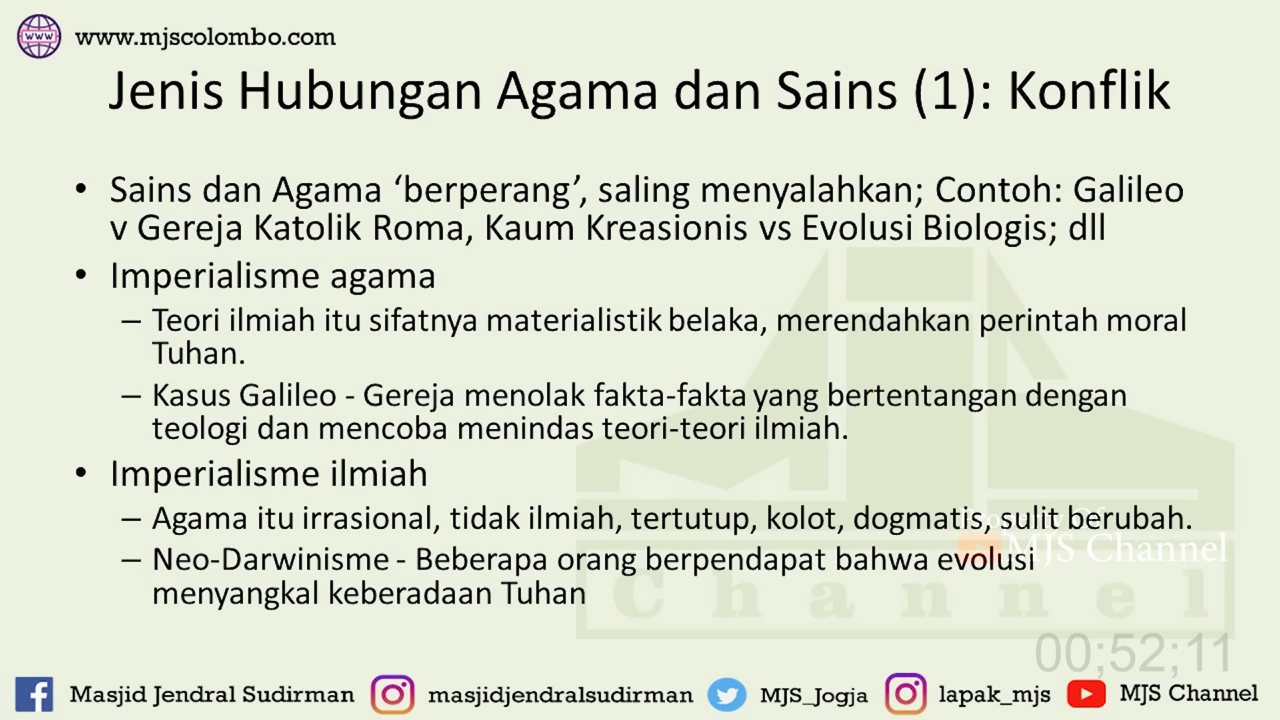 www.mjscolombo.com
Jenis Hubungan Agama dan Sains (1): Konflik
• Sains dan Agama ‘berperang’, saling menyalahkan; Contoh: Galileo
v Gereja Katolik Roma, Kaum Kreasionis vs Evolusi Biologis; dll
• Imperialisme agama
– Teori ilmiah itu sifatnya materialistik belaka, merendahkan perintah moral
Tuhan.
– Kasus Galileo - Gereja menolak fakta-fakta yang bertentangan dengan
teologi dan mencoba menindas teori-teori ilmiah.
• Imperialisme ilmiah
– Agama itu irrasional, tidak ilmiah, tertutup, kolot, dogmatis, sulit berubah.
– Neo-Darwinisme - Beberapa orang berpendapat bahwa evolusi
menyangkal keberadaan Tuhan
MJS Channel
Channel
00;52;11
Masjid Jendral Sudirman masjidjendralsudirman MJS_Jogja lapak_mjs MJS Channel